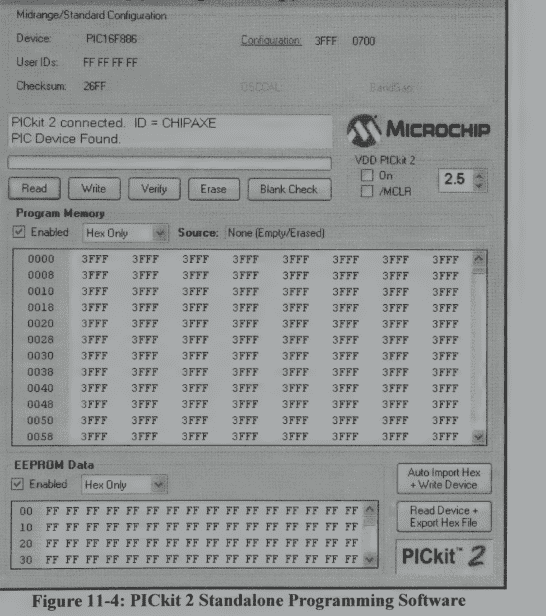 Midrange/Standard Configuration
Device: PIC16F886 Configuration: 3FFF 0700
User IDs: FF FF FF FF
Checksum: 26FF OSCCAL: BandGap:
PICkit 2 connected. ID = CHIPAXE
PIC Device Found.
MICROCHIP
VDD PICkit 2
On
/MCLR
2.5
Read Write Verify Erase Blank Check
Program Memory
Enabled Hex Only Source: None (Empty/Erased)
0000 3FFF 3FFF 3FFF 3FFF 3FFF 3FFF 3FFF 3FFF
0008 3FFF 3FFF 3FFF 3FFF 3FFF 3FFF 3FFF 3FFF
0010 3FFF 3FFF 3FFF 3FFF 3FFF 3FFF 3FFF 3FFF
0018 3FFF 3FFF 3FFF 3FFF 3FFF 3FFF 3FFF 3FFF
0020 3FFF 3FFF 3FFF 3FFF 3FFF 3FFF 3FFF 3FFF
0028 3FFF 3FFF 3FFF 3FFF 3FFF 3FFF 3FFF 3FFF
0030 3FFF 3FFF 3FFF 3FFF 3FFF 3FFF 3FFF 3FFF
0038 3FFF 3FFF 3FFF 3FFF 3FFF 3FFF 3FFF 3FFF
0040 3FFF 3FFF 3FFF 3FFF 3FFF 3FFF 3FFF 3FFF
0048 3FFF 3FFF 3FFF 3FFF 3FFF 3FFF 3FFF 3FFF
0050 3FFF 3FFF 3FFF 3FFF 3FFF 3FFF 3FFF 3FFF
0058 3FFF 3FFF 3FFF 3FFF 3FFF 3FFF 3FFF 3FFF
EEPROM Data
Enabled Hex Only
00 FF FF FF FF FF FF FF FF FF FF FF FF FF FF FF FF
10 FF FF FF FF FF FF FF FF FF FF FF FF FF FF FF FF
20 FF FF FF FF FF FF FF FF FF FF FF FF FF FF FF FF
30 FF FF FF FF FF FF FF FF FF FF FF FF FF FF FF FF
Auto Import Hex
+ Write Device
Read Device +
Export Hex File
PICkit™ 2
Figure 11-4: PICkit 2 Standalone Programming Software